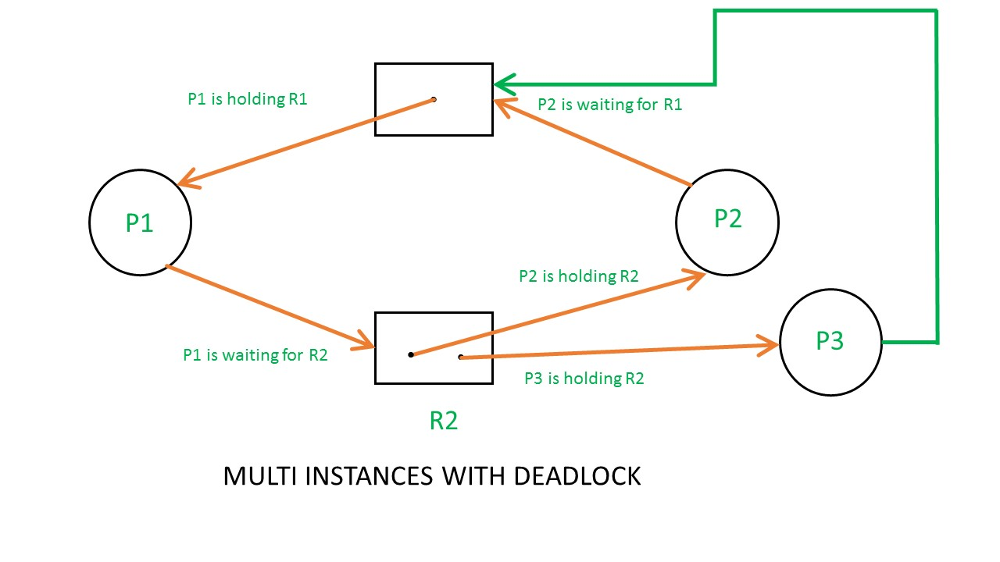 P1 is holding R1
P2 is waiting for R1
P1
P2
P2 is holding R2
P3
P1 is waiting for R2
P3 is holding R2
R2
MULTI INSTANCES WITH DEADLOCK